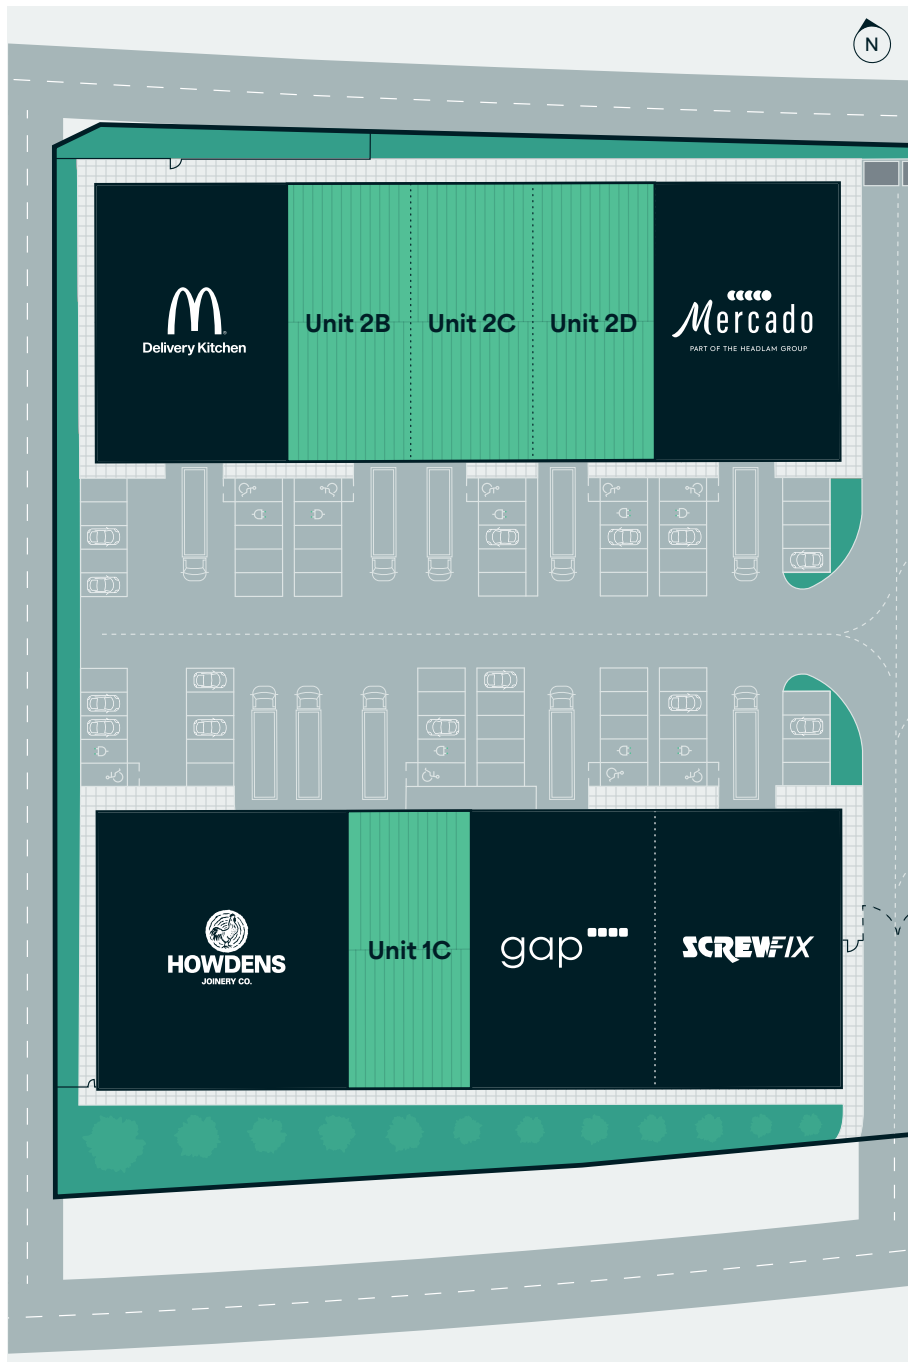 N
Unit 2B
Unit 2C
Unit 2D
Mercado
PART OF THE HEADLAM GROUP
Delivery Kitchen
HOWDENS
JOINERY CO.
Unit 1C
gap
SCREWFIX